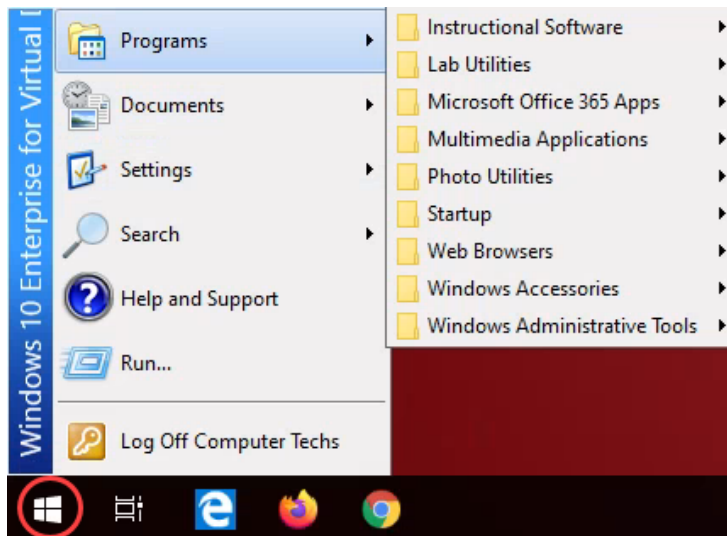 Windows 10 Enterprise for Virtual
Programs
Documents
Settings
Search
Help and Support
Run...
Log Off Computer Techs
Instructional Software
Lab Utilities
Microsoft Office 365 Apps
Multimedia Applications
Photo Utilities
Startup
Web Browsers
Windows Accessories
Windows Administrative Tools